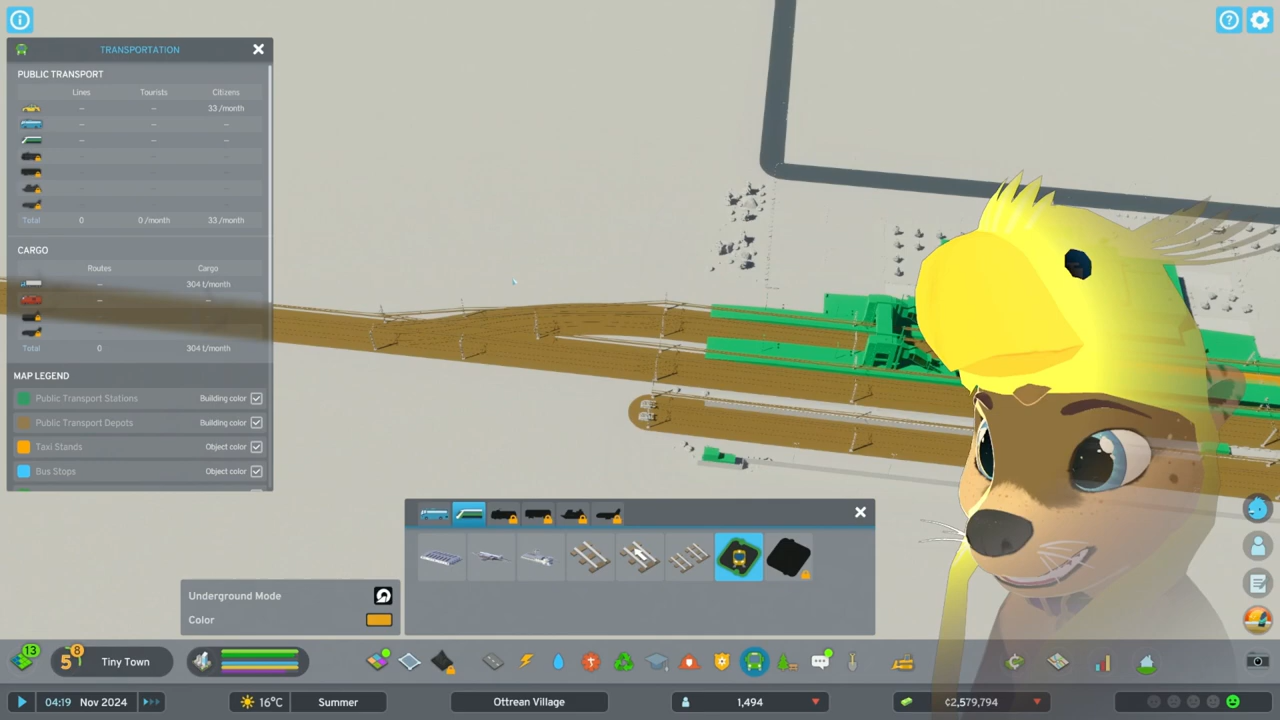 TRANSPORTATION
PUBLIC TRANSPORT
Lines Tourists Citizens
– – 33 /month
– – –
– – –
– – –
– – –
– – –
– – –
Total 0 0 /month 33 /month
CARGO
Routes Cargo
– 304 t/month
– –
– –
– –
Total 0 304 t/month
MAP LEGEND
Public Transport Stations Building color
Public Transport Depots Building color
Taxi Stands Object color
Bus Stops Object color
Underground Mode
Color
13
5 8 Tiny Town
04:19 Nov 2024
16°C Summer
Ottrean Village
1,494
¢2,579,794